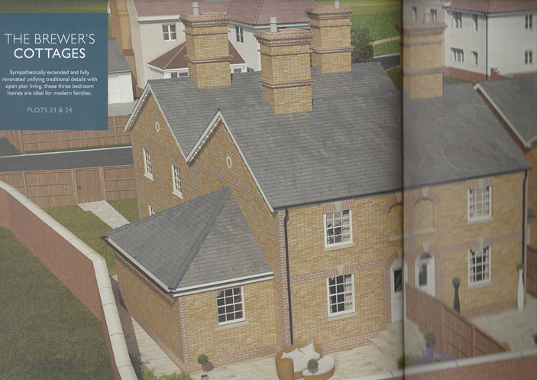 THE BREWER'S
COTTAGES
Sympathetically extended and fully
renovated unifying traditional details with
open-plan living, these three bedroom
homes are ideal for modern families.
PLOTS 23 & 24